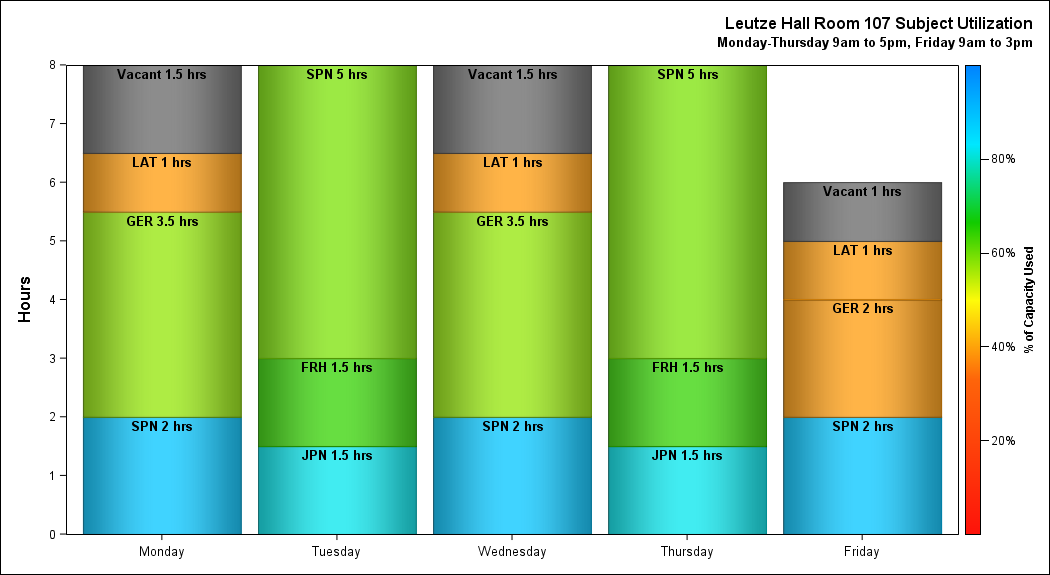 Leutze Hall Room 107 Subject Utilization
Monday-Thursday 9am to 5pm, Friday 9am to 3pm
Hours
8
7
6
5
4
3
2
1
0
Vacant 1.5 hrs
LAT 1 hrs
GER 3.5 hrs
SPN 2 hrs
SPN 5 hrs
FRH 1.5 hrs
JPN 1.5 hrs
Vacant 1.5 hrs
LAT 1 hrs
GER 3.5 hrs
SPN 2 hrs
SPN 5 hrs
FRH 1.5 hrs
JPN 1.5 hrs
Vacant 1 hrs
LAT 1 hrs
GER 2 hrs
SPN 2 hrs
Monday Tuesday Wednesday Thursday Friday
80%
60%
40%
20%
% of Capacity Used